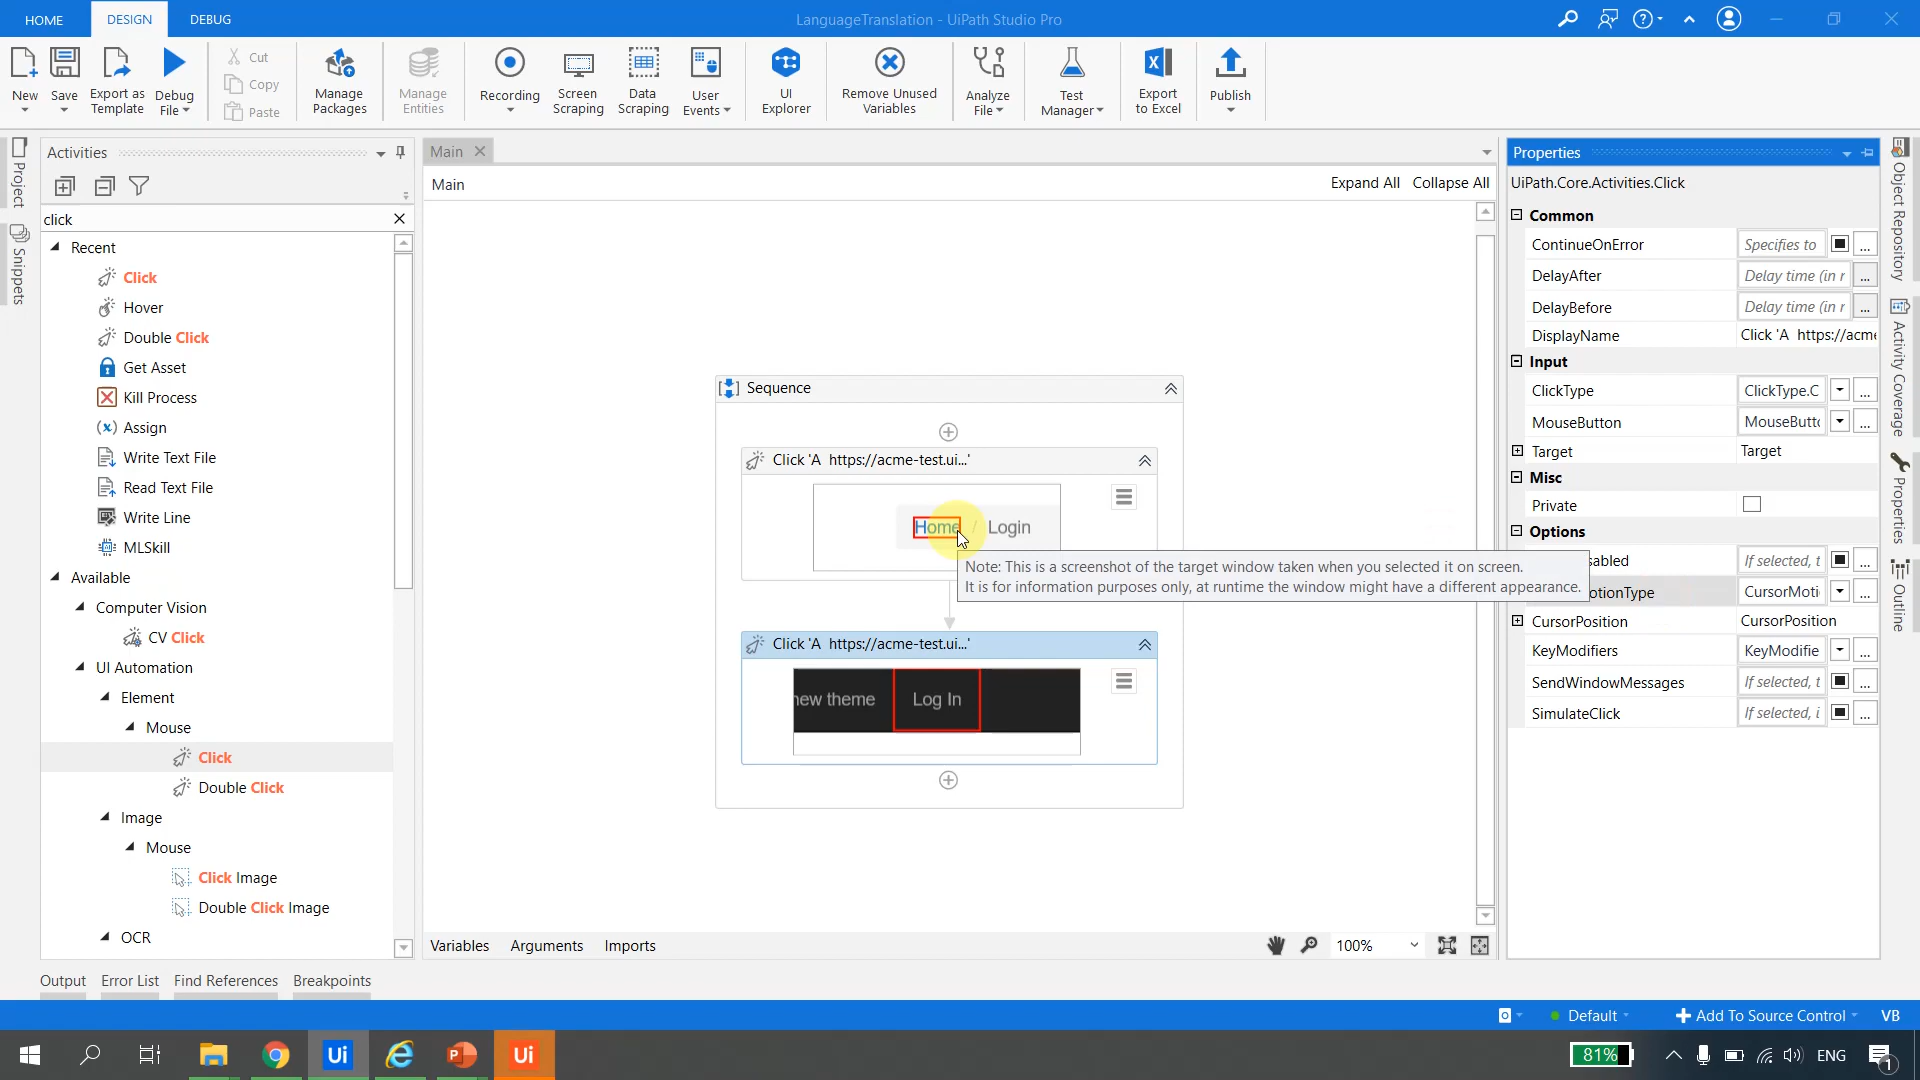 HOME DESIGN DEBUG LanguageTranslation - UiPath Studio Pro
New Save Export as Template Debug File Cut Copy Paste Manage Packages Manage Entities Recording Screen Scraping Data Scraping User Events UI Explorer Remove Unused Variables Analyze File Test Manager Export to Excel Publish
Project
Snippets
Activities
click
Recent
Click
Hover
Double Click
Get Asset
Kill Process
Assign
Write Text File
Read Text File
Write Line
MLSkill
Available
Computer Vision
CV Click
UI Automation
Element
Mouse
Click
Double Click
Image
Mouse
Click Image
Double Click Image
OCR
Main
Main Expand All Collapse All
Sequence
Click 'A https://acme-test.ui...'
Home / Login
Note: This is a screenshot of the target window taken when you selected it on screen.
It is for information purposes only, at runtime the window might have a different appearance.
Click 'A https://acme-test.ui...'
new theme Log In
Variables Arguments Imports 100%
Properties
UiPath.Core.Activities.Click
Common
ContinueOnError Specifies to ...
DelayAfter Delay time (in r ...
DelayBefore Delay time (in r ...
DisplayName Click 'A https://acme
Input
ClickType ClickType.C ...
MouseButton MouseButto ...
Target Target
Misc
Private
Options
abled If selected, t ...
otionType CursorMoti ...
CursorPosition CursorPosition
KeyModifiers KeyModifie ...
SendWindowMessages If selected, t ...
SimulateClick If selected, i ...
Object Repository
Activity Coverage
Properties
Outline
Output Error List Find References Breakpoints
Default Add To Source Control VB
Ui Ui 81% ENG 1